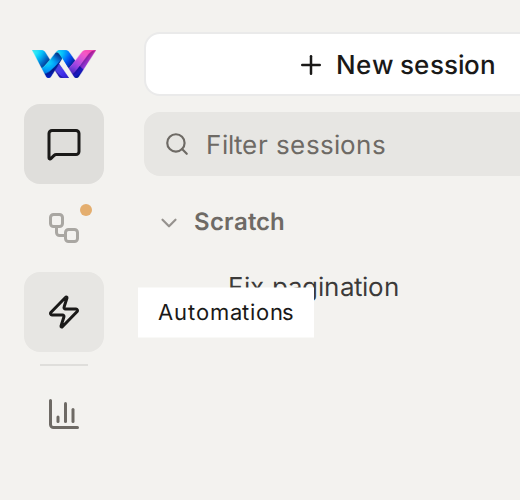 New session
Filter sessions
Scratch
Fix pagination
Automations